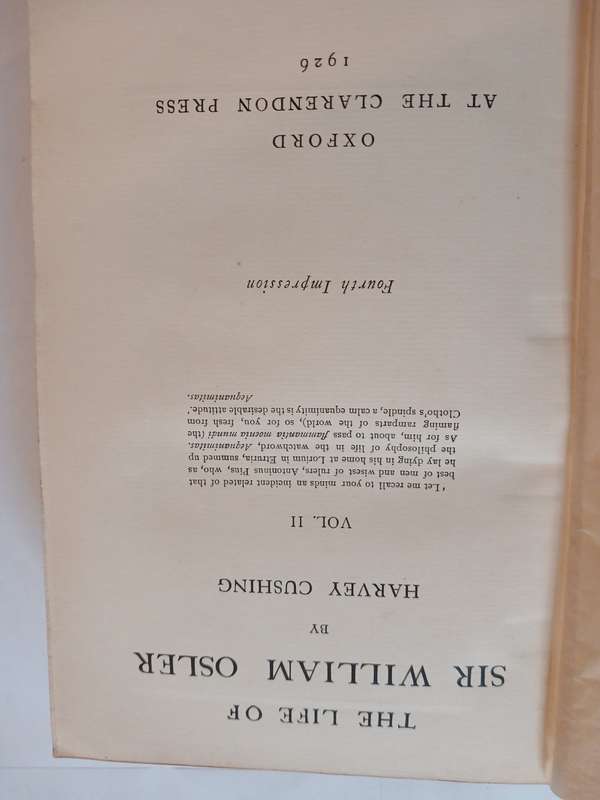 THE LIFE OF
SIR WILLIAM OSLER
BY
HARVEY CUSHING
VOL. II
'Let me recall to your minds an incident related of that
best of men and wisest of rulers, Antoninus Pius, who, as
he lay dying in his home at Lorium in Etruria, summed up
the philosophy of life in the watchword, Aequanimitas.
As for him, about to pass flammantia moenia mundi (the
flaming ramparts of the world), so for you, fresh from
Clotho's spindle, a calm equanimity is the desirable attitude.'
Aequanimitas.
Fourth Impression
OXFORD
AT THE CLARENDON PRESS
1926